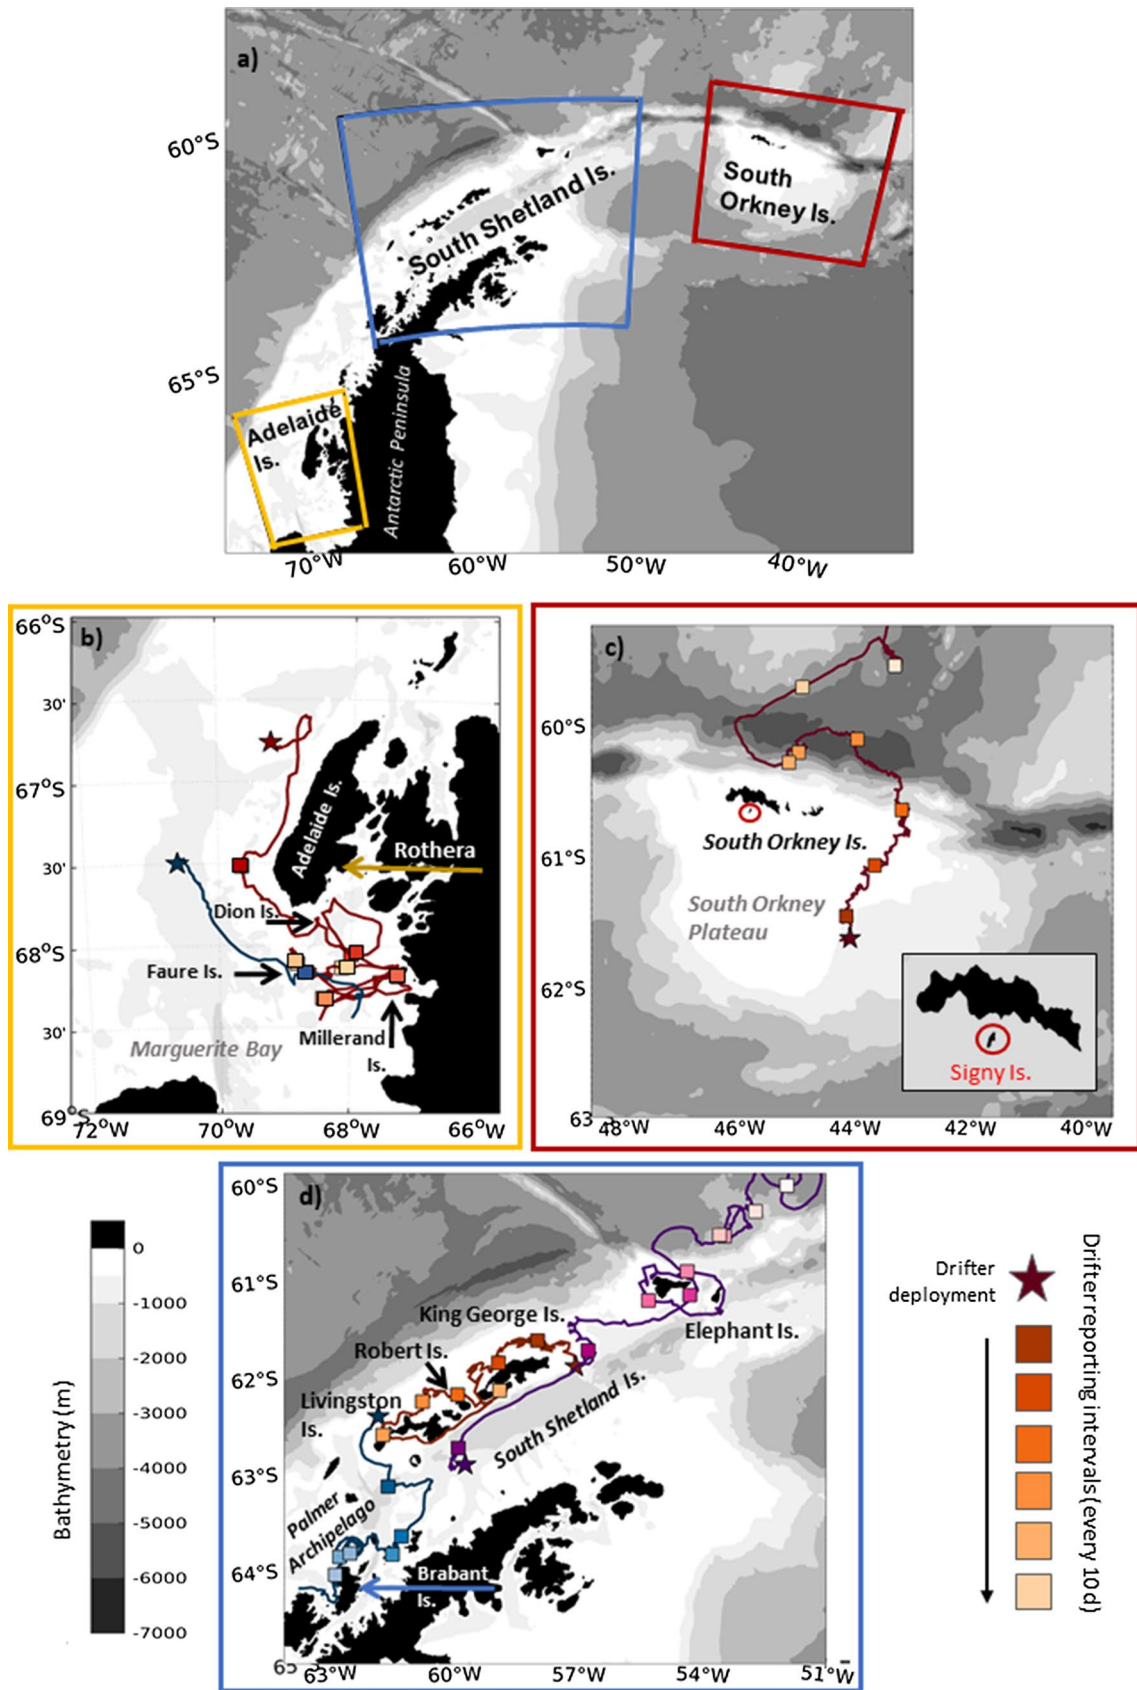 a)
60°S
65°S
70°W
60°W
50°W
40°W
South Shetland Is.
South
Orkney Is.
Adelaide
Is.
Antarctic Peninsula
b)
66°S
30'
67°S
30'
68°S
30'
69°S
72°W
70°W
68°W
66°W
Adelaide Is.
Rothera
Dion Is.
Faure Is.
Millerand
Is.
Marguerite Bay
c)
60°S
61°S
62°S
63
48°W
46°W
44°W
42°W
40°W
South Orkney Is.
South Orkney
Plateau
Signy Is.
d)
60°S
61°S
62°S
63°S
64°S
65
63°W
60°W
57°W
54°W
51°W
King George Is.
Robert Is.
Livingston
Is.
Elephant Is.
South Shetland Is.
Palmer
Archipelago
Brabant
Is.
Bathymetry (m)
0
-1000
-2000
-3000
-4000
-5000
-6000
-7000
Drifter
deployment
Drifter reporting intervals (every 10d)